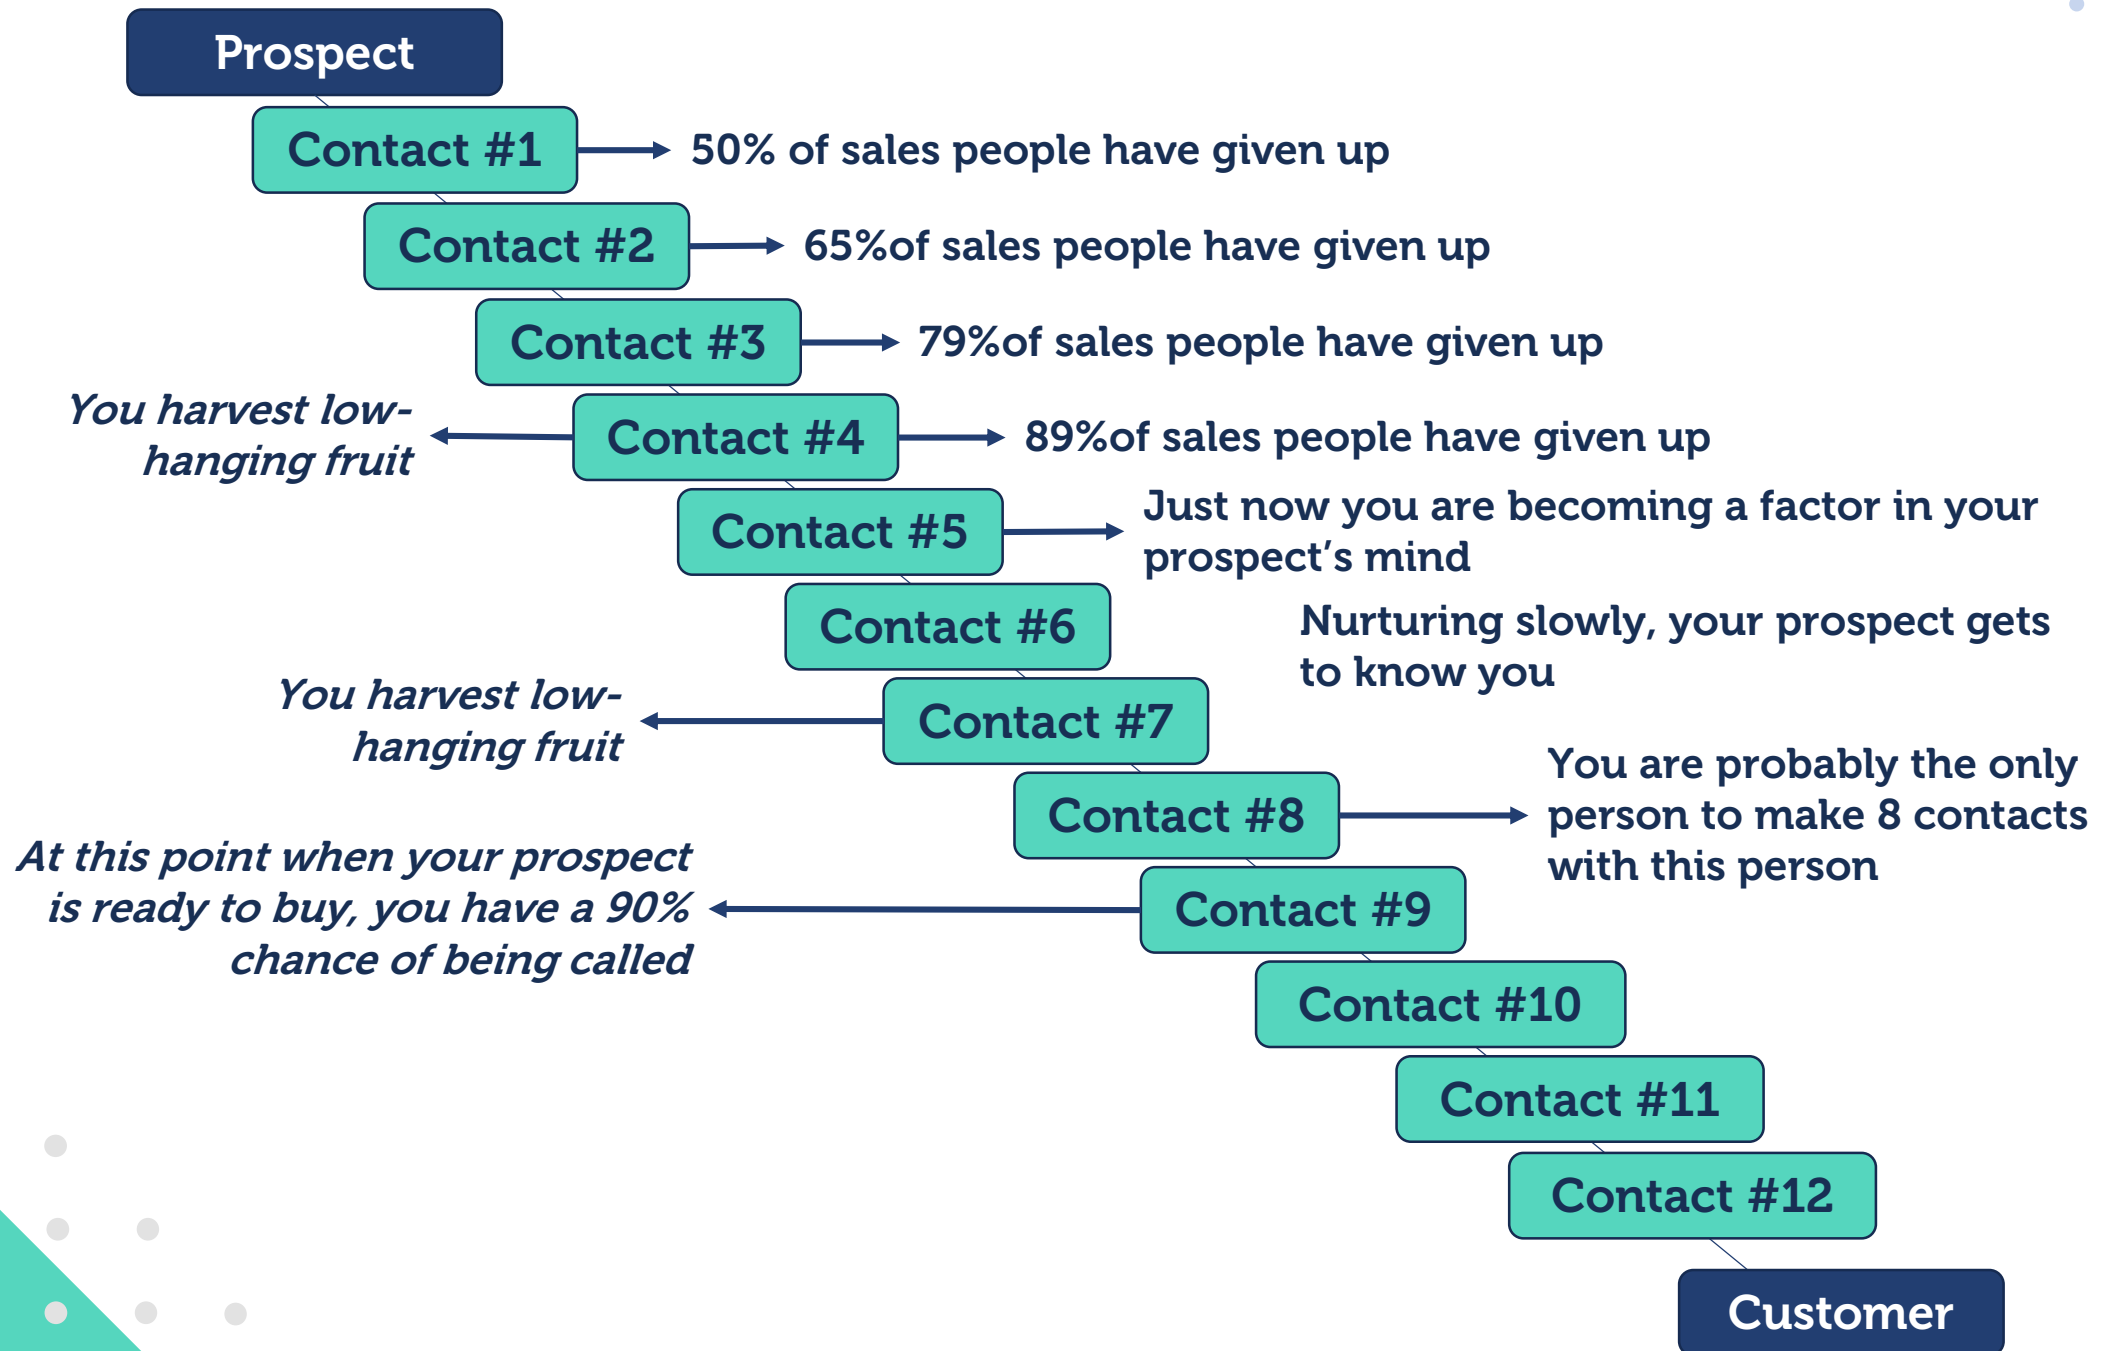 Prospect
Contact #1
50% of sales people have given up
Contact #2
65%of sales people have given up
Contact #3
79%of sales people have given up
You harvest low-
hanging fruit
Contact #4
89%of sales people have given up
Contact #5
Just now you are becoming a factor in your
prospect’s mind
Contact #6
Nurturing slowly, your prospect gets
to know you
You harvest low-
hanging fruit
Contact #7
Contact #8
You are probably the only
person to make 8 contacts
with this person
At this point when your prospect
is ready to buy, you have a 90%
chance of being called
Contact #9
Contact #10
Contact #11
Contact #12
Customer